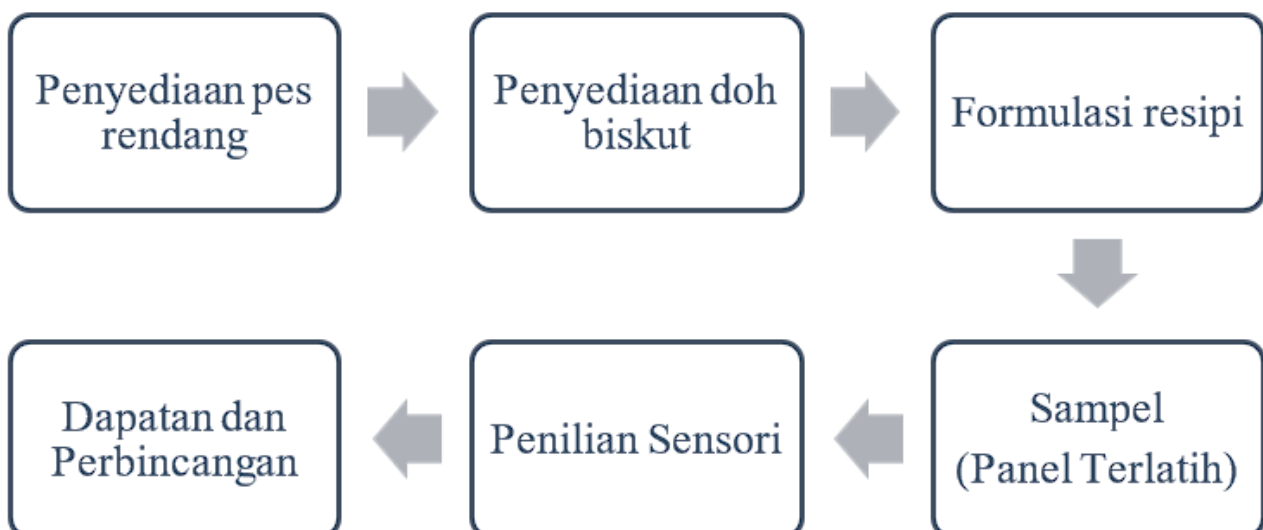 Penyediaan pes
rendang
Penyediaan doh
biskut
Formulasi resipi
Sampel
(Panel Terlatih)
Penilian Sensori
Dapatan dan
Perbincangan